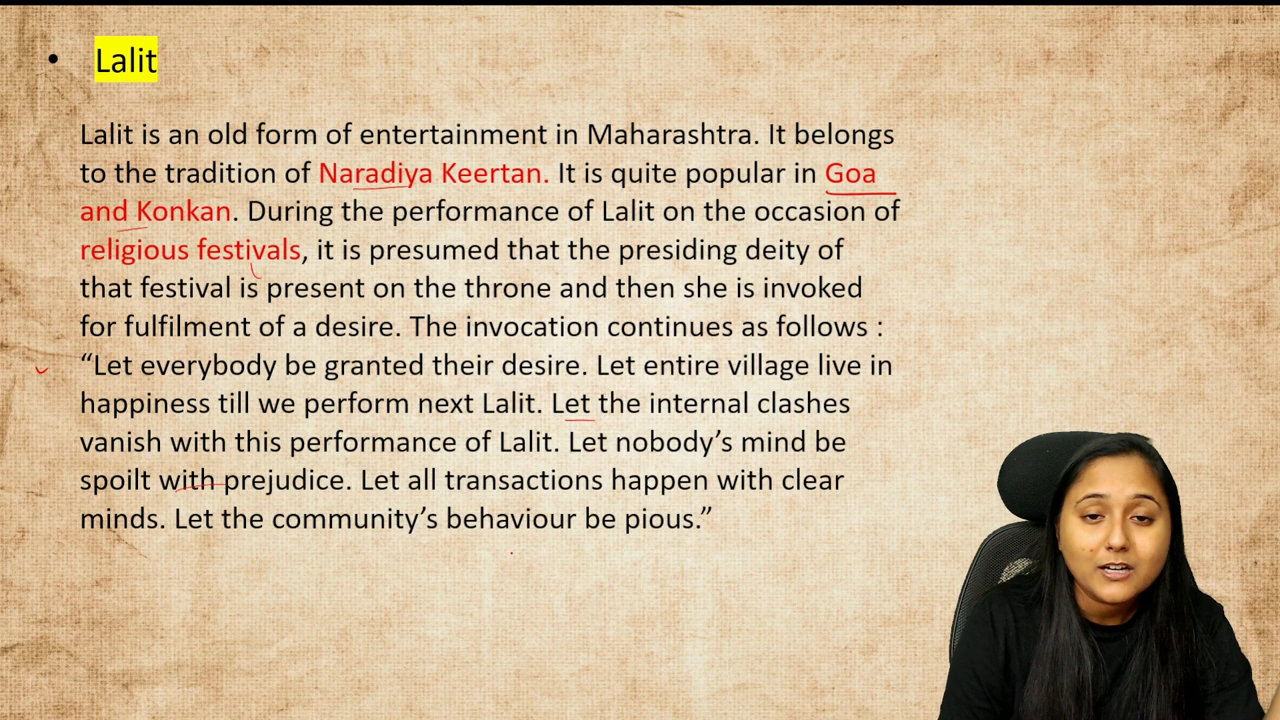 • Lalit
Lalit is an old form of entertainment in Maharashtra. It belongs
to the tradition of Naradiya Keertan. It is quite popular in Goa
and Konkan. During the performance of Lalit on the occasion of
religious festivals, it is presumed that the presiding deity of
that festival is present on the throne and then she is invoked
for fulfilment of a desire. The invocation continues as follows :
“Let everybody be granted their desire. Let entire village live in
happiness till we perform next Lalit. Let the internal clashes
vanish with this performance of Lalit. Let nobody’s mind be
spoilt with prejudice. Let all transactions happen with clear
minds. Let the community’s behaviour be pious.”